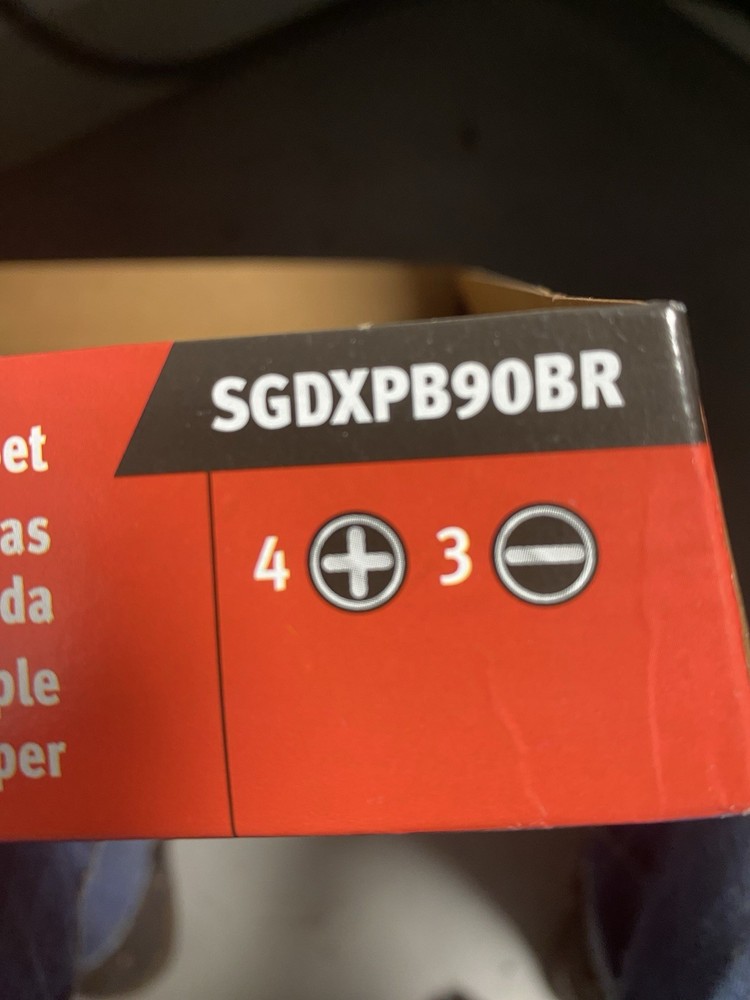 SGDXPB90BR
4 3
et
as
da
ple
per